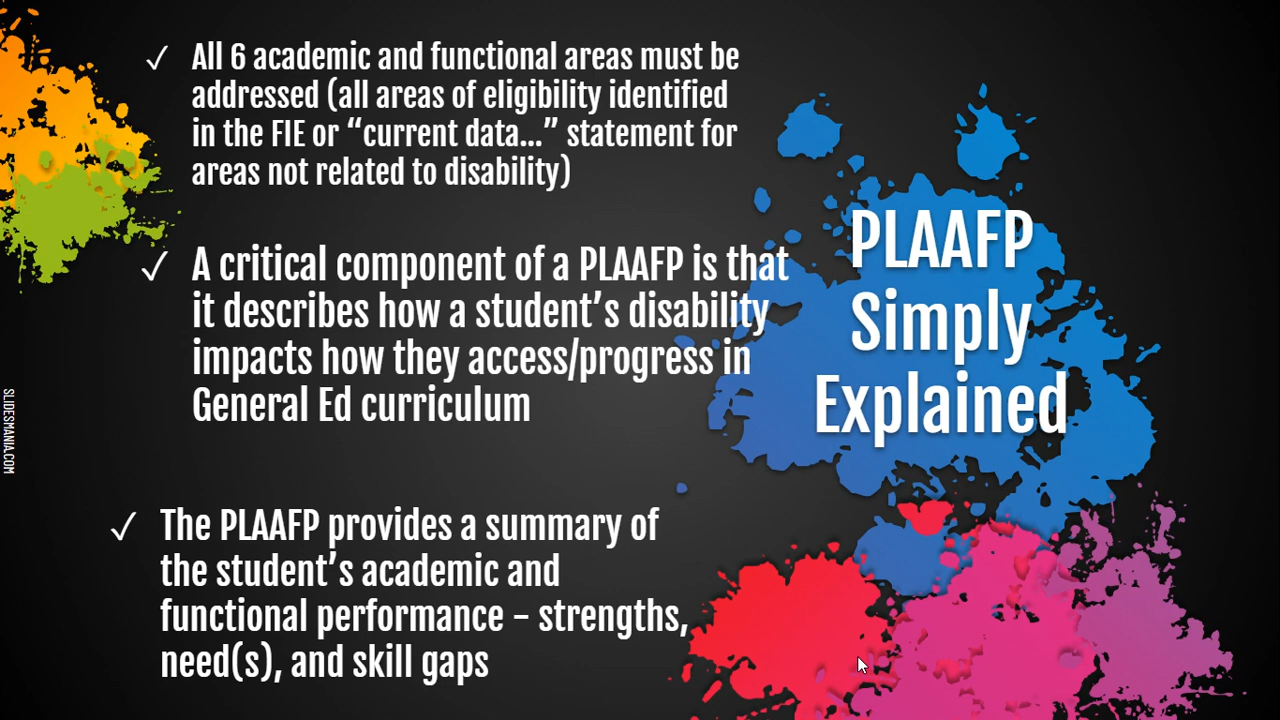 ✓ All 6 academic and functional areas must be
addressed (all areas of eligibility identified
in the FIE or “current data...” statement for
areas not related to disability)
✓ A critical component of a PLAAFP is that
it describes how a student’s disability
impacts how they access/progress in
General Ed curriculum
✓ The PLAAFP provides a summary of
the student’s academic and
functional performance – strengths,
need(s), and skill gaps
PLAAFP
Simply
Explained
SLIDESMANIA.COM